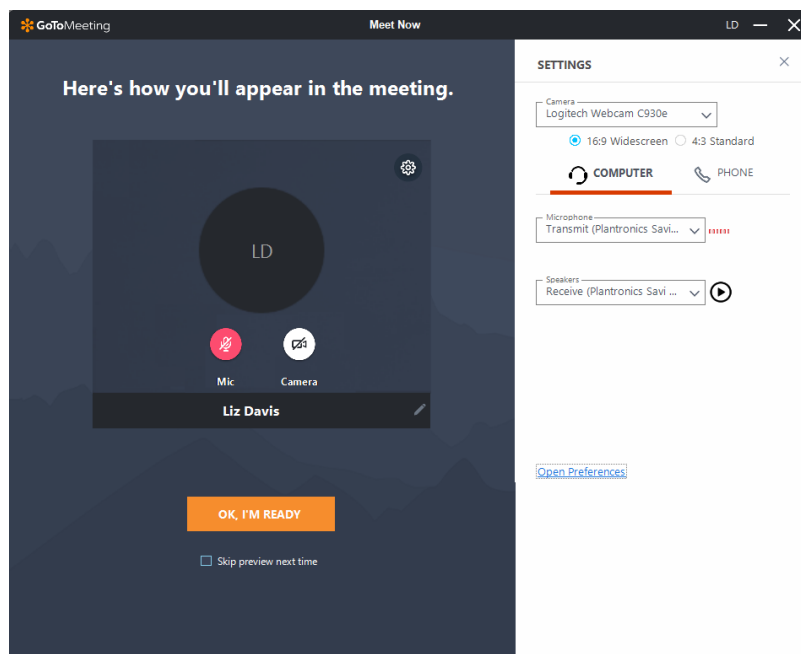 GoToMeeting
Meet Now
LD
Here's how you'll appear in the meeting.
LD
Mic
Camera
Liz Davis
OK, I'M READY
Skip preview next time
SETTINGS
Camera
Logitech Webcam C930e
16:9 Widescreen
4:3 Standard
COMPUTER
PHONE
Microphone
Transmit (Plantronics Savi...
Speakers
Receive (Plantronics Savi ...
Open Preferences